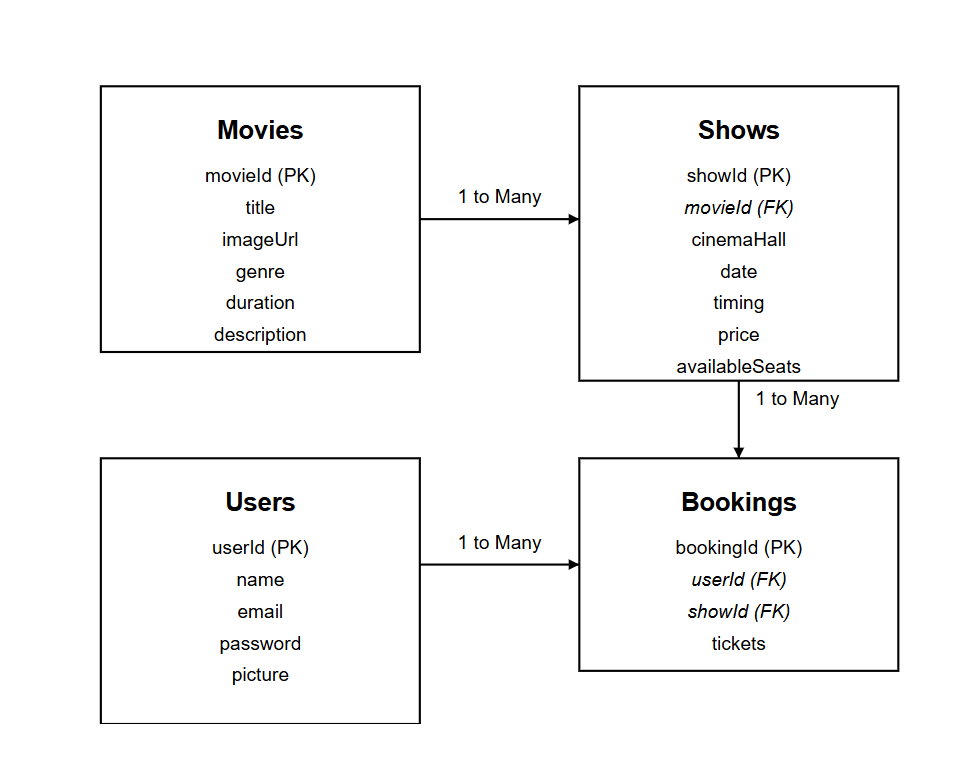 Movies
movieId (PK)
title
imageUrl
genre
duration
description
1 to Many
Shows
showId (PK)
movieId (FK)
cinemaHall
date
timing
price
availableSeats
1 to Many
Users
userId (PK)
name
email
password
picture
1 to Many
Bookings
bookingId (PK)
userId (FK)
showId (FK)
tickets